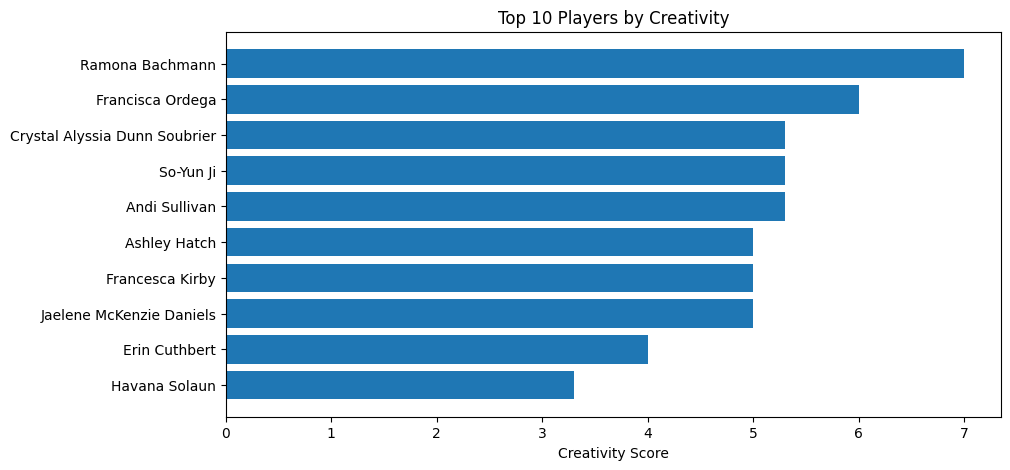 Top 10 Players by Creativity
Ramona Bachmann
Francisca Ordega
Crystal Alyssia Dunn Soubrier
So-Yun Ji
Andi Sullivan
Ashley Hatch
Francesca Kirby
Jaelene McKenzie Daniels
Erin Cuthbert
Havana Solaun
0 1 2 3 4 5 6 7
Creativity Score